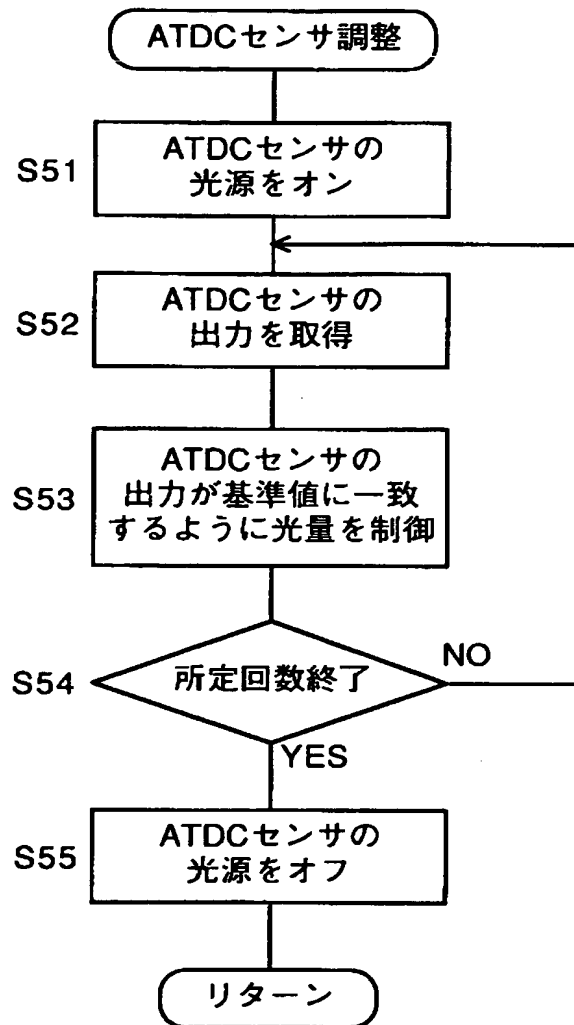 ATDCセンサ調整
S51
ATDCセンサの
光源をオン
S52
ATDCセンサの
出力を取得
S53
ATDCセンサの
出力が基準値に一致
するように光量を制御
S54
所定回数終了
NO
YES
S55
ATDCセンサの
光源をオフ
リターン